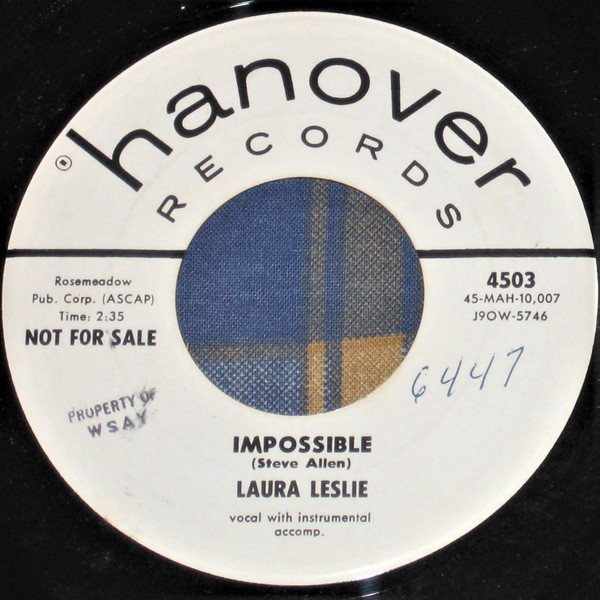 hanover
RECORDS
®
Rosemeadow
Pub. Corp. (ASCAP)
Time: 2:35
NOT FOR SALE
4503
45-MAH-10,007
J9OW-5746
6447
PROPERTY OF
WSAY
IMPOSSIBLE
(Steve Allen)
LAURA LESLIE
vocal with instrumental
accomp.